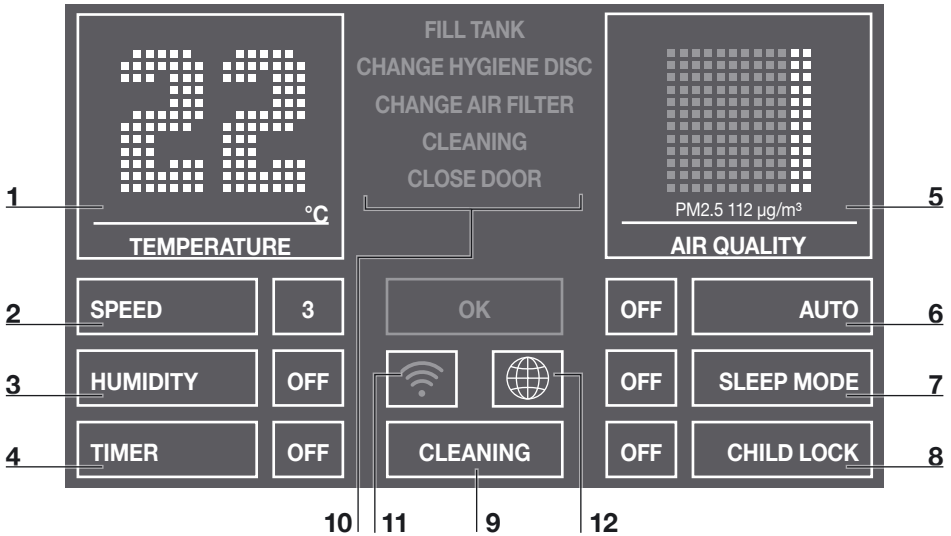 22
°C
TEMPERATURE
FILL TANK
CHANGE HYGIENE DISC
CHANGE AIR FILTER
CLEANING
CLOSE DOOR
PM2.5 112 µg/m³
AIR QUALITY
1
5
SPEED 3 OK OFF AUTO
2
6
HUMIDITY OFF OFF SLEEP MODE
3
7
TIMER OFF CLEANING OFF CHILD LOCK
4
8
10 11 9 12